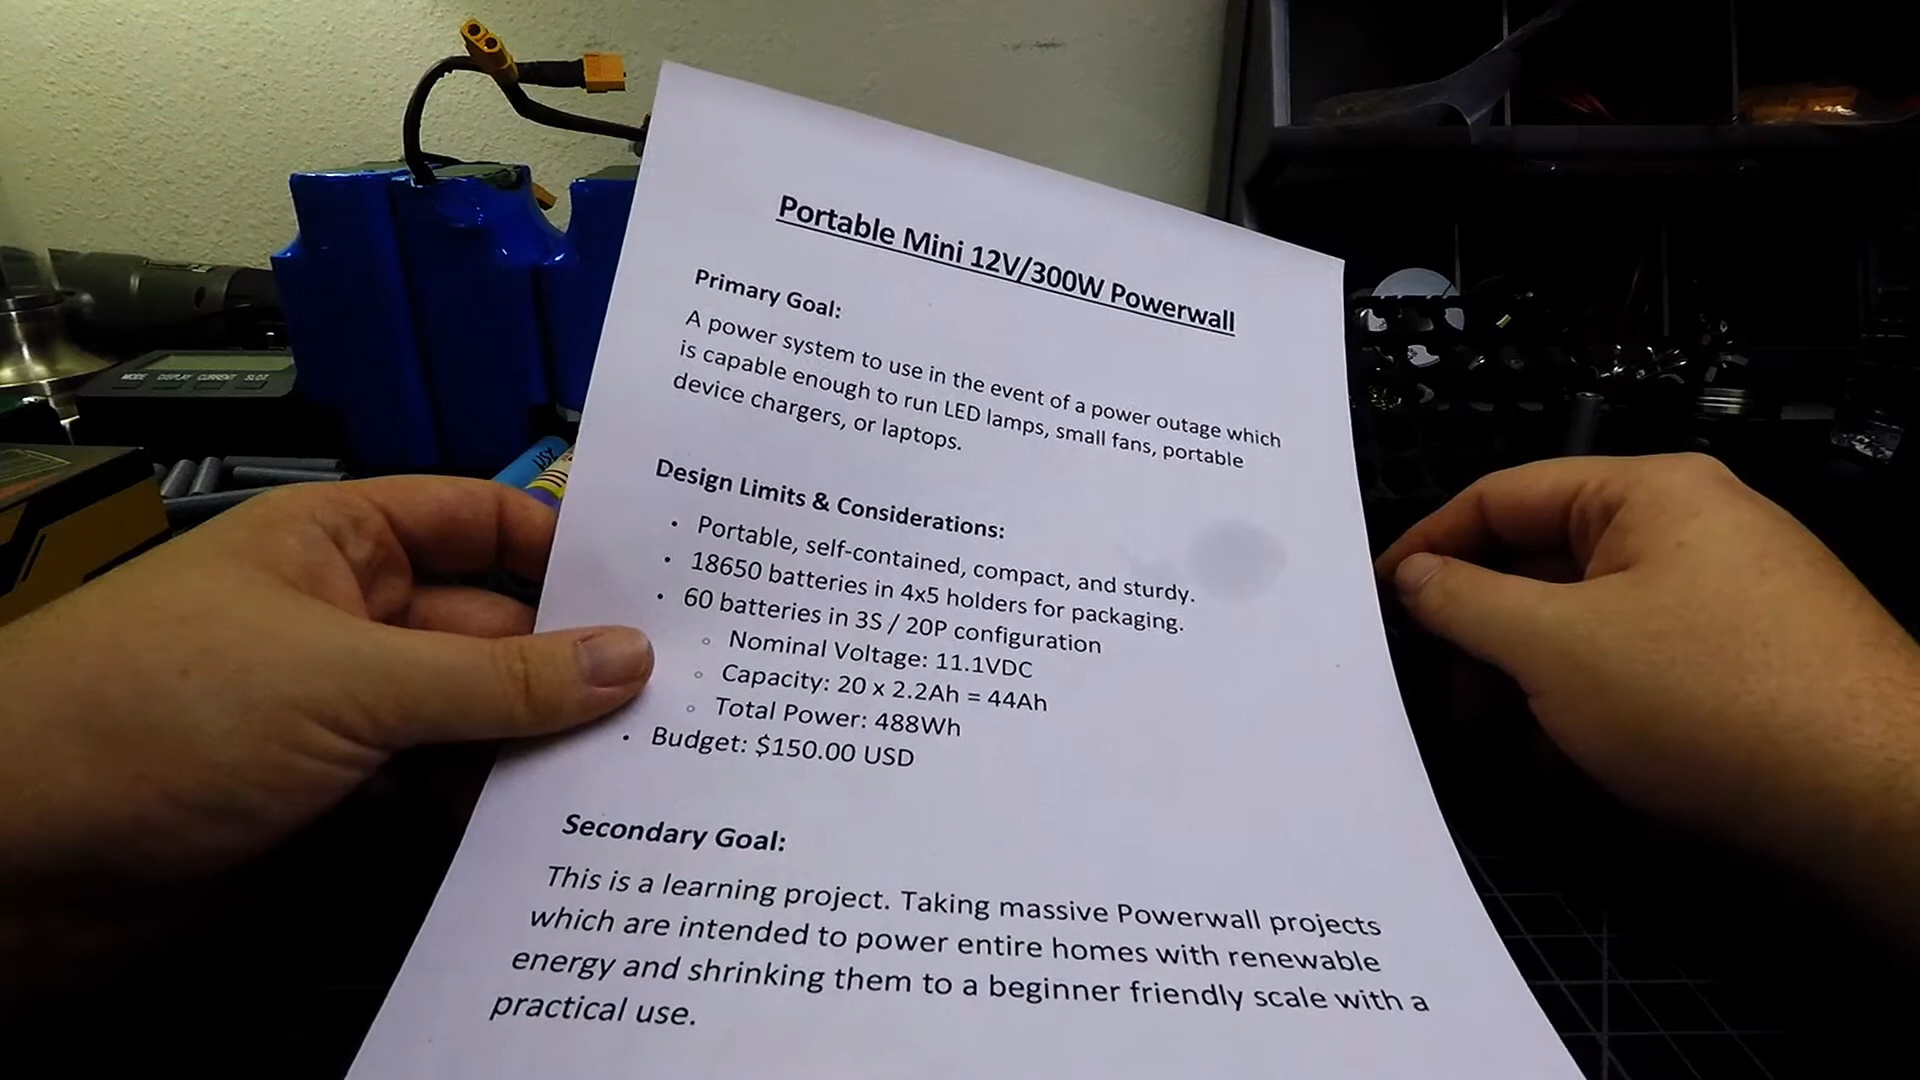 Portable Mini 12V/300W Powerwall
Primary Goal:
A power system to use in the event of a power outage which
is capable enough to run LED lamps, small fans, portable
device chargers, or laptops.
Design Limits & Considerations:
• Portable, self-contained, compact, and sturdy.
• 18650 batteries in 4x5 holders for packaging.
• 60 batteries in 3S / 20P configuration
◦ Nominal Voltage: 11.1VDC
◦ Capacity: 20 x 2.2Ah = 44Ah
◦ Total Power: 488Wh
• Budget: $150.00 USD
Secondary Goal:
This is a learning project. Taking massive Powerwall projects
which are intended to power entire homes with renewable
energy and shrinking them to a beginner friendly scale with a
practical use.
MODE DISPLAY CURRENT SLOT